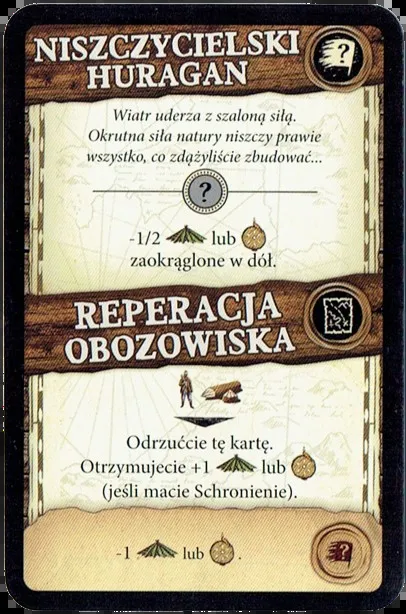 NISZCZYCIELSKI
HURAGAN
?
Wiatr uderza z szaloną siłą.
Okrutna siła natury niszczy prawie
wszystko, co zdążyliście zbudować...
?
-1/2 lub
zaokrąglone w dół.
REPERACJA
OBOZOWISKA
Odrzućcie tę kartę.
Otrzymujecie +1 lub
(jeśli macie Schronienie).
-1 lub .
?